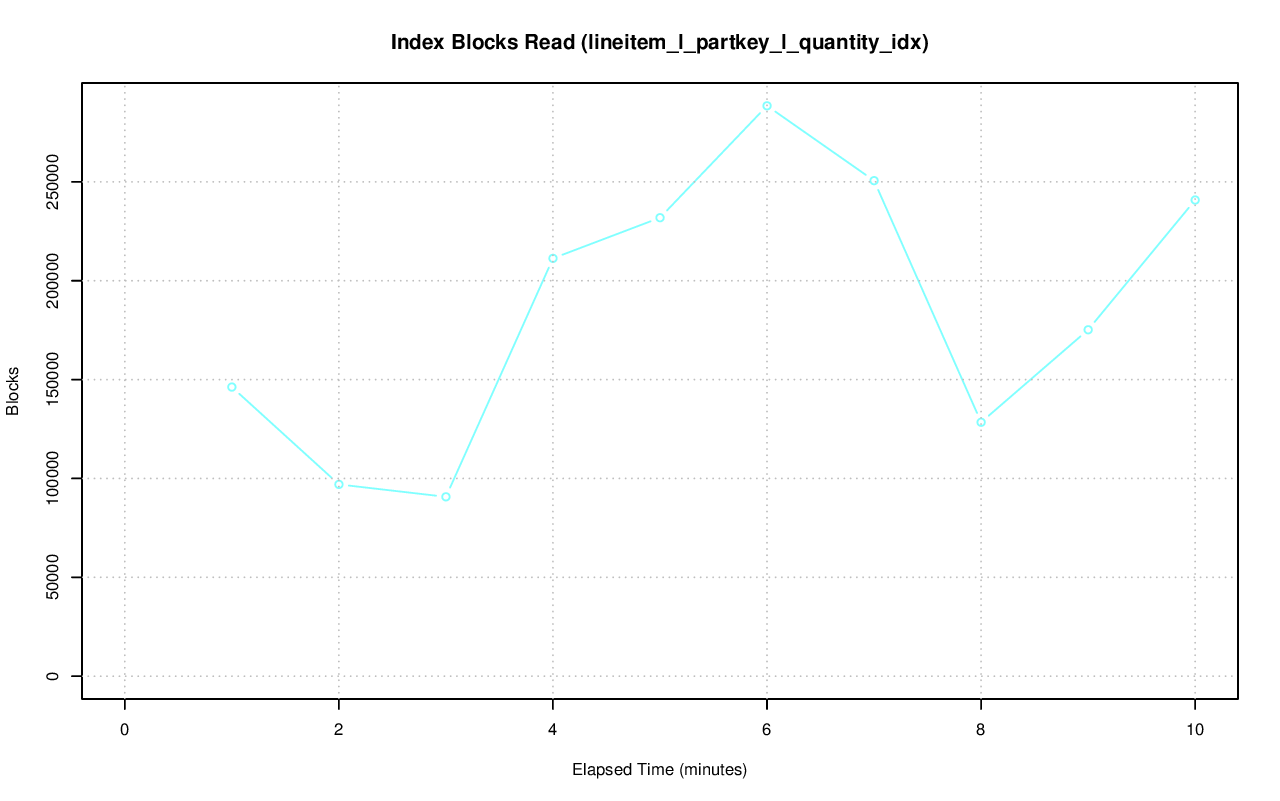 Index Blocks Read (lineitem_l_partkey_l_quantity_idx)
Blocks
250000
200000
150000
100000
50000
0
0 2 4 6 8 10
Elapsed Time (minutes)